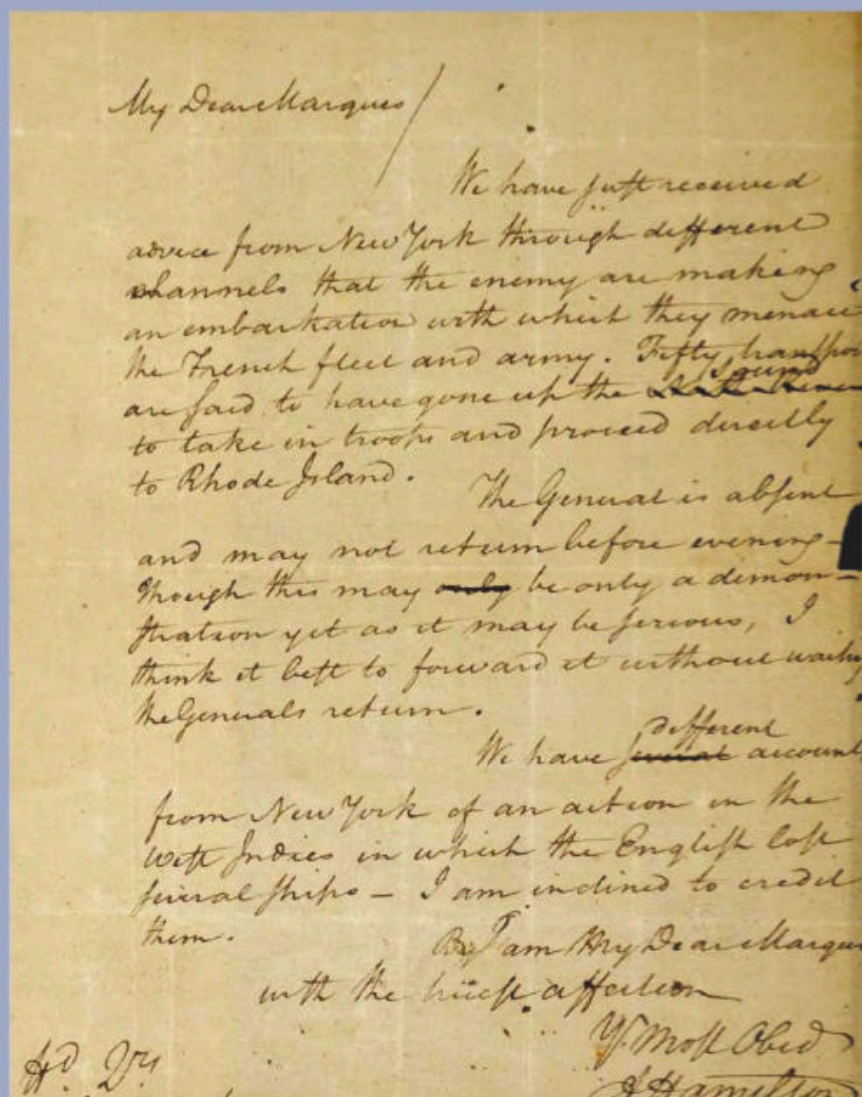 My Dear Marquis
We have just received
advice from New York through different
channels that the enemy are making
an embarkation with which they menace
the French fleet and army. Fifty transpor
are said to have gone up the Sound
to take in troops and proceed directly
to Rhode Island.
The General is absent
and may not return before evening –
though this may only be only a demon–
stration yet as it may be serious, I
think it best to forward it without waiting
the Generals return.
We have several different account
from New York of an action in the
West Indies in which the English lost
several ships – I am inclined to credit
them.
I am My Dear Marqu
with the truest affection
Yr. Most Obed
A Hamilton
Hd. Qrs